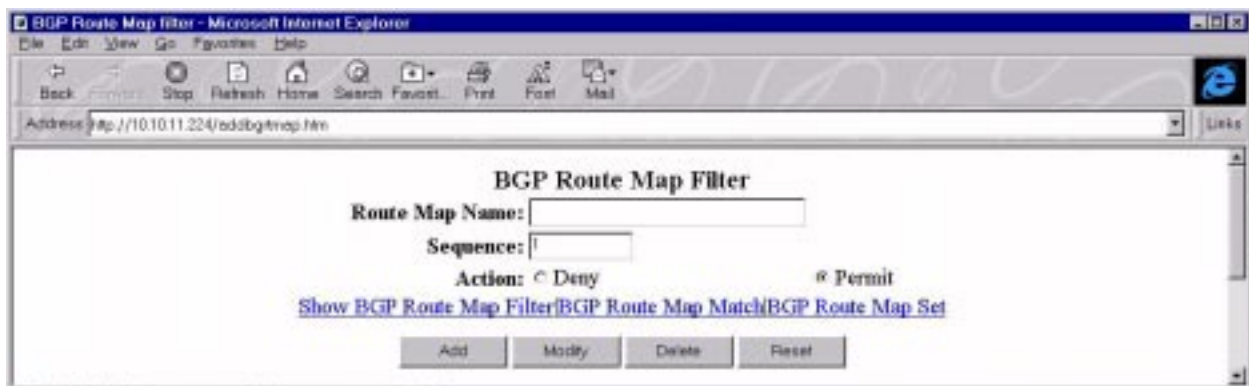 BGP Route Map filter - Microsoft Internet Explorer
File Edit View Go Favorites Help
Back Forward Stop Refresh Home Search Favorit... Print Font Mail
Address http://10.10.11.224/addbgrtmap.htm Links
BGP Route Map Filter
Route Map Name:
Sequence: 1
Action: Deny Permit
Show BGP Route Map Filter|BGP Route Map Match|BGP Route Map Set
Add Modify Delete Reset